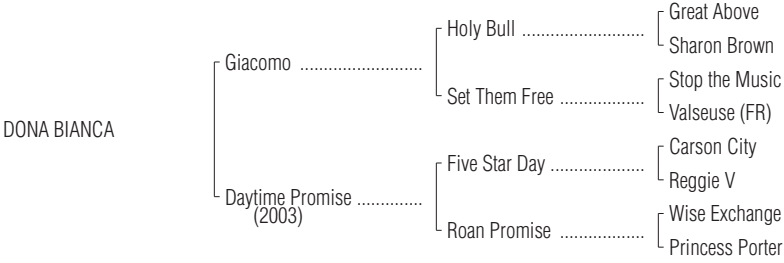 Great Above
Holy Bull ..........................
Sharon Brown
Giacomo ..........................
Stop the Music
Set Them Free ..................
Valseuse (FR)
DONA BIANCA
Carson City
Five Star Day ....................
Reggie V
Daytime Promise ..............
(2003)
Wise Exchange
Roan Promise ..................
Princess Porter